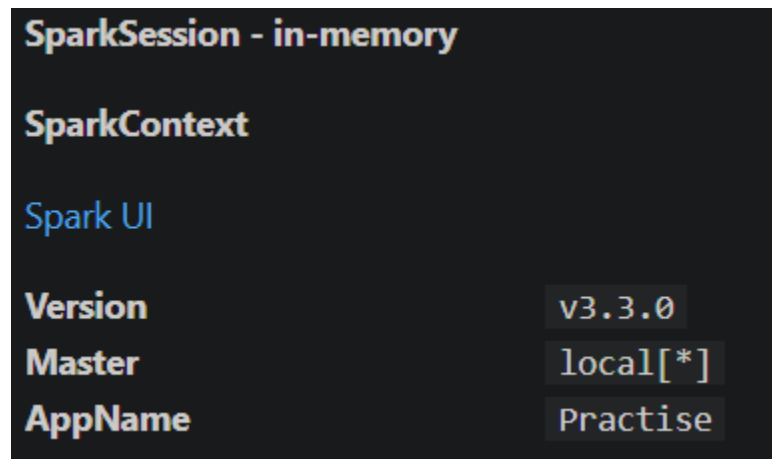 SparkSession - in-memory
SparkContext
Spark UI
Version v3.3.0
Master local[*]
AppName Practise